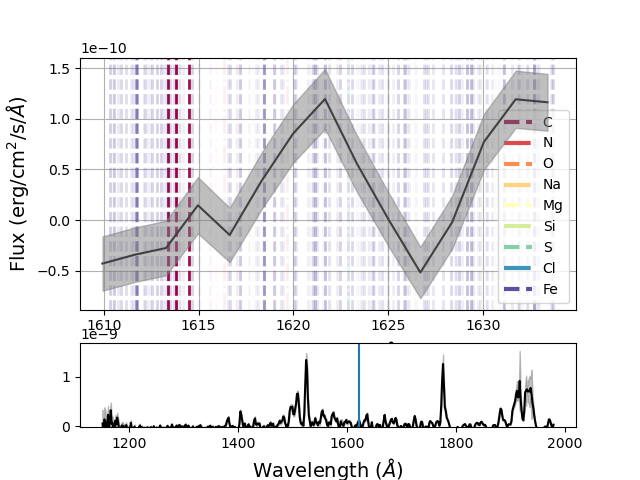 1e−10
1.5
1.0
0.5
0.0
−0.5
Flux (erg/cm²/s/Å)
C
N
O
Na
Mg
Si
S
Cl
Fe
1610 1615 1620 1625 1630
1e−9
1
0
1200 1400 1600 1800 2000
Wavelength (Å)